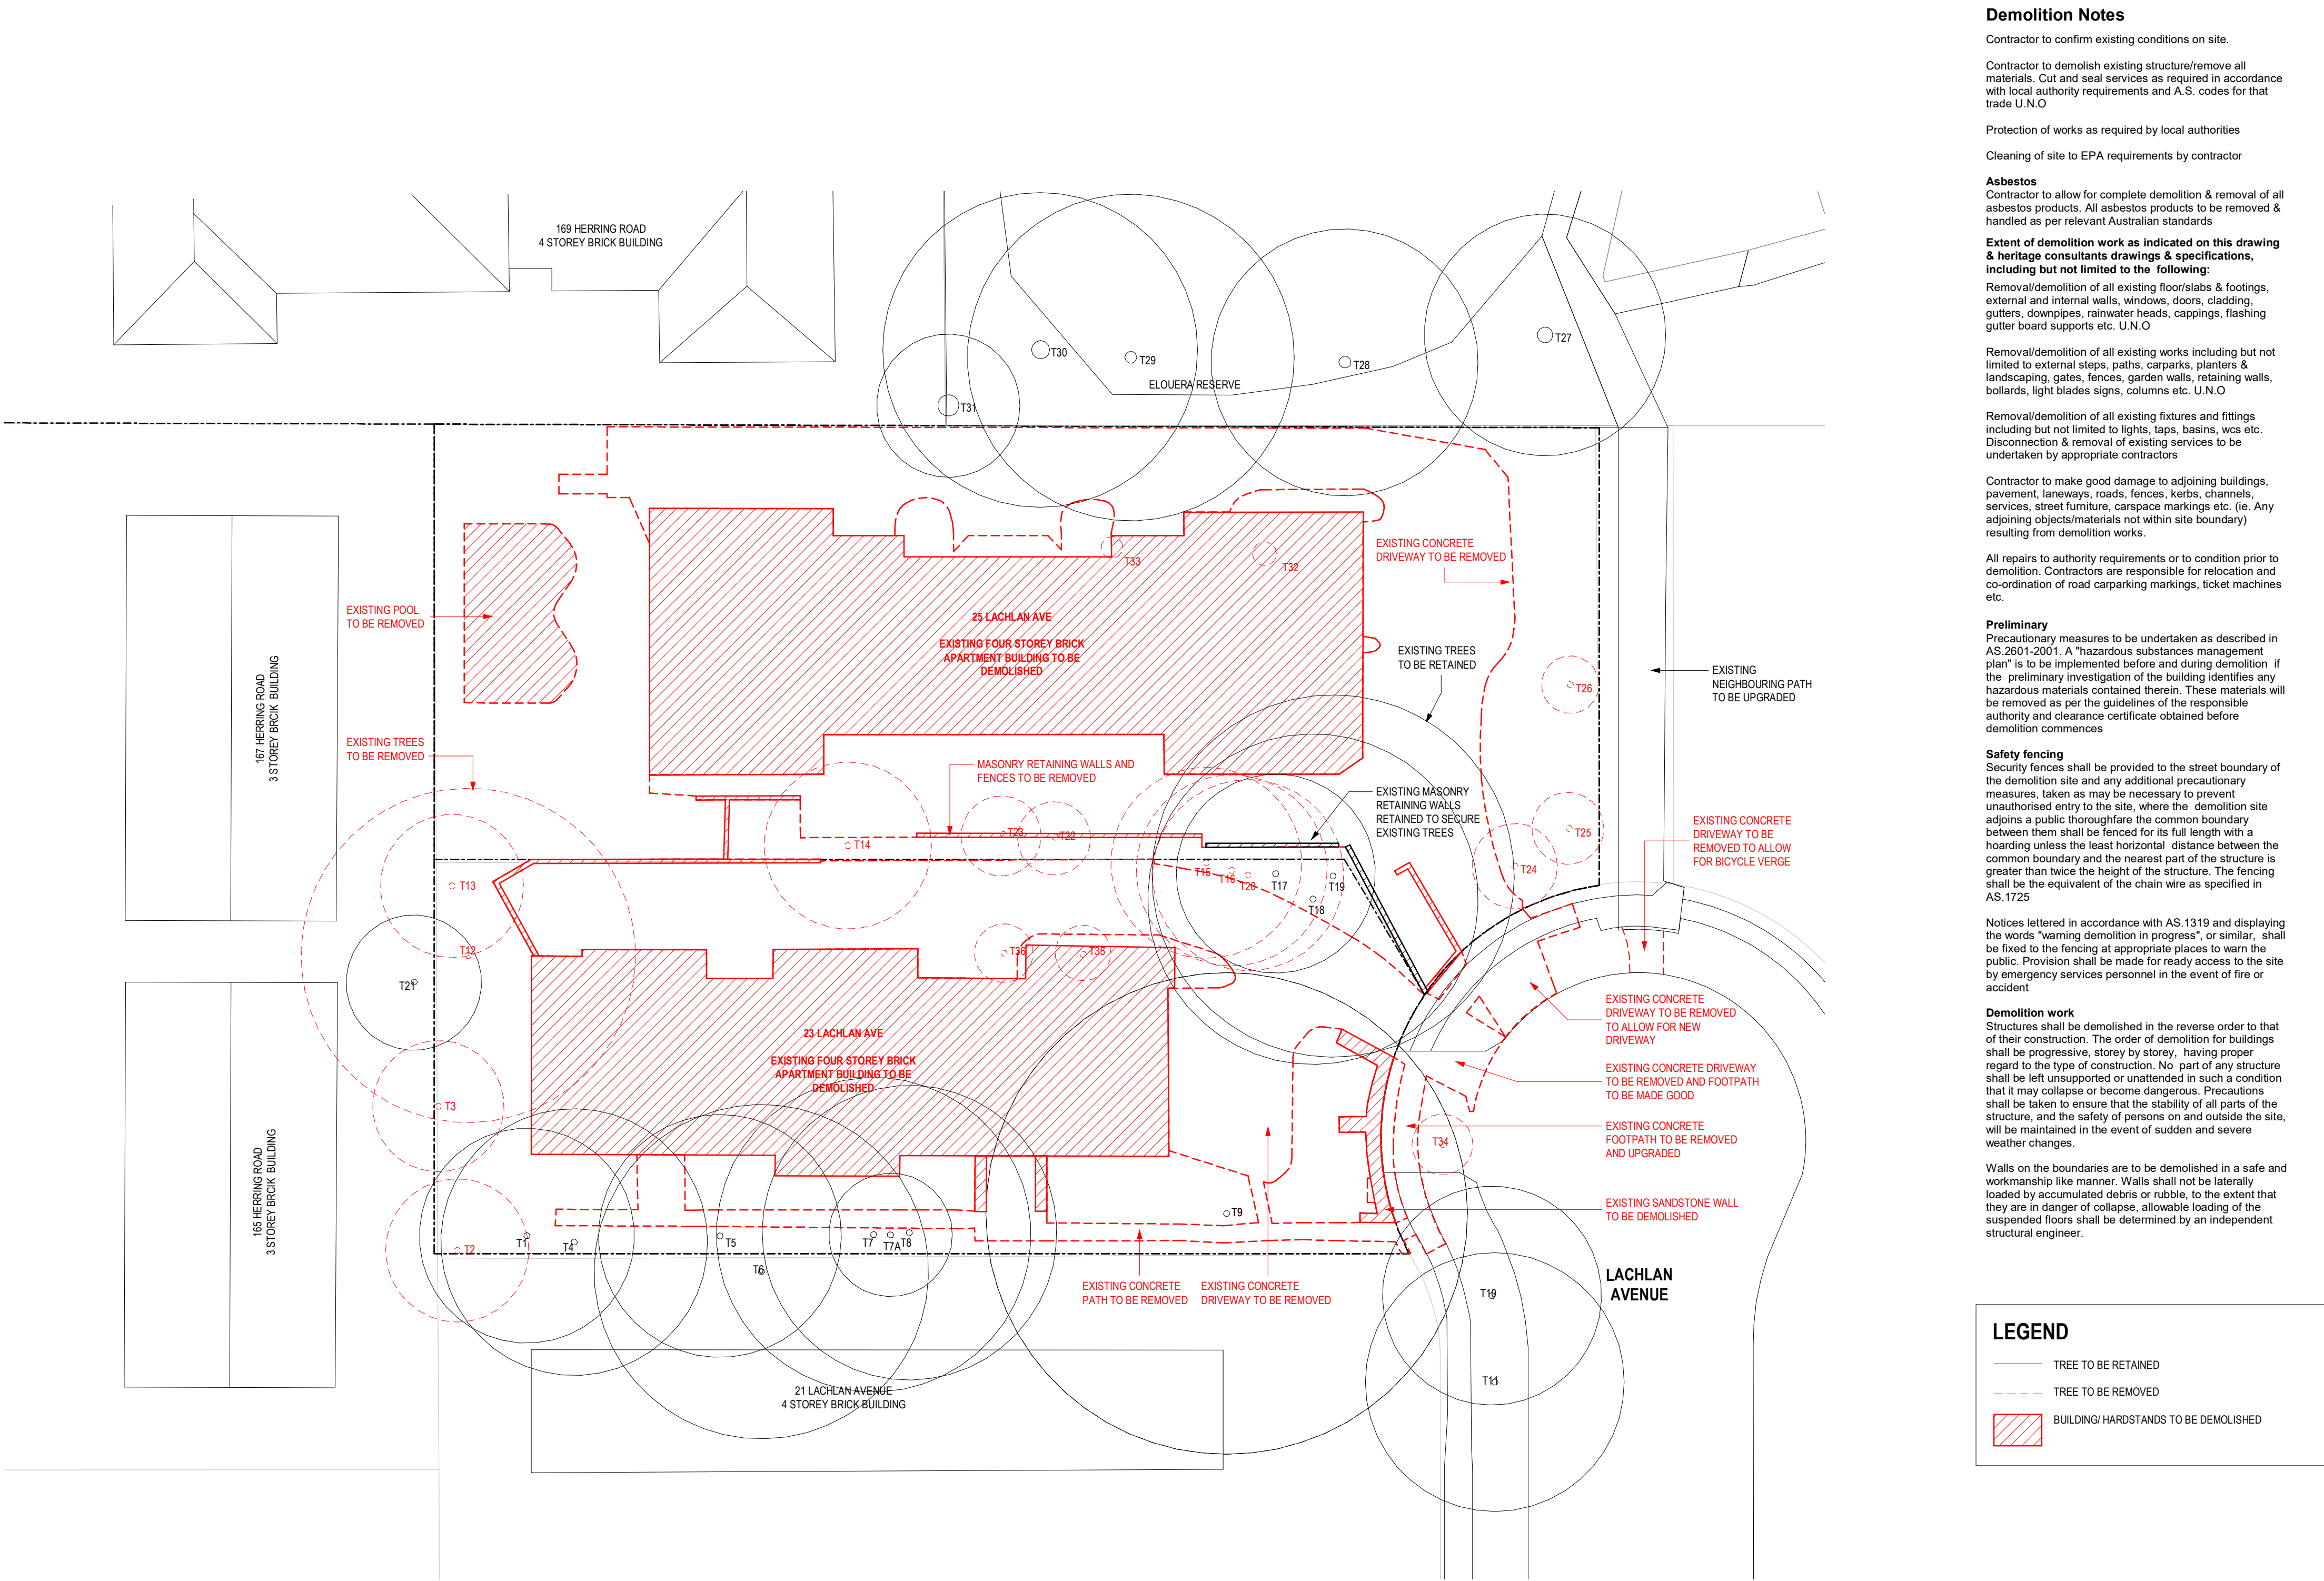 Demolition Notes
Contractor to confirm existing conditions on site.
Contractor to demolish existing structure/remove all
materials. Cut and seal services as required in accordance
with local authority requirements and A.S. codes for that
trade U.N.O
Protection of works as required by local authorities
Cleaning of site to EPA requirements by contractor
Asbestos
Contractor to allow for complete demolition & removal of all
asbestos products. All asbestos products to be removed &
handled as per relevant Australian standards
Extent of demolition work as indicated on this drawing
& heritage consultants drawings & specifications,
including but not limited to the following:
Removal/demolition of all existing floor/slabs & footings,
external and internal walls, windows, doors, cladding,
gutters, downpipes, rainwater heads, cappings, flashing
gutter board supports etc. U.N.O
Removal/demolition of all existing works including but not
limited to external steps, paths, carparks, planters &
landscaping, gates, fences, garden walls, retaining walls,
bollards, light blades signs, columns etc. U.N.O
Removal/demolition of all existing fixtures and fittings
including but not limited to lights, taps, basins, wcs etc.
Disconnection & removal of existing services to be
undertaken by appropriate contractors
Contractor to make good damage to adjoining buildings,
pavement, laneways, roads, fences, kerbs, channels,
services, street furniture, carspace markings etc. (ie. Any
adjoining objects/materials not within site boundary)
resulting from demolition works.
All repairs to authority requirements or to condition prior to
demolition. Contractors are responsible for relocation and
co-ordination of road carparking markings, ticket machines
etc.
Preliminary
Precautionary measures to be undertaken as described in
AS.2601-2001. A "hazardous substances management
plan" is to be implemented before and during demolition if
the preliminary investigation of the building identifies any
hazardous materials contained therein. These materials will
be removed as per the guidelines of the responsible
authority and clearance certificate obtained before
demolition commences
Safety fencing
Security fences shall be provided to the street boundary of
the demolition site and any additional precautionary
measures, taken as may be necessary to prevent
unauthorised entry to the site, where the demolition site
adjoins a public thoroughfare the common boundary
between them shall be fenced for its full length with a
hoarding unless the least horizontal distance between the
common boundary and the nearest part of the structure is
greater than twice the height of the structure. The fencing
shall be the equivalent of the chain wire as specified in
AS.1725
Notices lettered in accordance with AS.1319 and displaying
the words "warning demolition in progress", or similar, shall
be fixed to the fencing at appropriate places to warn the
public. Provision shall be made for ready access to the site
by emergency services personnel in the event of fire or
accident
Demolition work
Structures shall be demolished in the reverse order to that
of their construction. The order of demolition for buildings
shall be progressive, storey by storey, having proper
regard to the type of construction. No part of any structure
shall be left unsupported or unattended in such a condition
that it may collapse or become dangerous. Precautions
shall be taken to ensure that the stability of all parts of the
structure, and the safety of persons on and outside the site,
will be maintained in the event of sudden and severe
weather changes.
Walls on the boundaries are to be demolished in a safe and
workmanship like manner. Walls shall not be laterally
loaded by accumulated debris or rubble, to the extent that
they are in danger of collapse, allowable loading of the
suspended floors shall be determined by an independent
structural engineer.
LEGEND
TREE TO BE RETAINED
TREE TO BE REMOVED
BUILDING/ HARDSTANDS TO BE DEMOLISHED
169 HERRING ROAD
4 STOREY BRICK BUILDING
T30
T29
T28
T27
ELOUERA RESERVE
T31
EXISTING CONCRETE
DRIVEWAY TO BE REMOVED
T33
T32
EXISTING POOL
TO BE REMOVED
25 LACHLAN AVE
EXISTING FOUR STOREY BRICK
APARTMENT BUILDING TO BE
DEMOLISHED
EXISTING TREES
TO BE RETAINED
EXISTING
NEIGHBOURING PATH
TO BE UPGRADED
T26
167 HERRING ROAD
3 STOREY BRCIK BUILDING
EXISTING TREES
TO BE REMOVED
MASONRY RETAINING WALLS AND
FENCES TO BE REMOVED
EXISTING MASONRY
RETAINING WALLS
RETAINED TO SECURE
EXISTING TREES
EXISTING CONCRETE
DRIVEWAY TO BE
REMOVED TO ALLOW
FOR BICYCLE VERGE
T25
T23
T22
T14
T24
T15
T16
T20
T17
T19
T18
T13
T12
T36
T35
T21
EXISTING CONCRETE
DRIVEWAY TO BE REMOVED
TO ALLOW FOR NEW
DRIVEWAY
23 LACHLAN AVE
EXISTING FOUR STOREY BRICK
APARTMENT BUILDING TO BE
DEMOLISHED
EXISTING CONCRETE DRIVEWAY
TO BE REMOVED AND FOOTPATH
TO BE MADE GOOD
T3
EXISTING CONCRETE
FOOTPATH TO BE REMOVED
AND UPGRADED
T34
165 HERRING ROAD
3 STOREY BRCIK BUILDING
EXISTING SANDSTONE WALL
TO BE DEMOLISHED
T9
T2
T1
T4
T5
T7
T7A
T8
T6
EXISTING CONCRETE
PATH TO BE REMOVED
EXISTING CONCRETE
DRIVEWAY TO BE REMOVED
LACHLAN
AVENUE
T10
T11
21 LACHLAN AVENUE
4 STOREY BRICK BUILDING